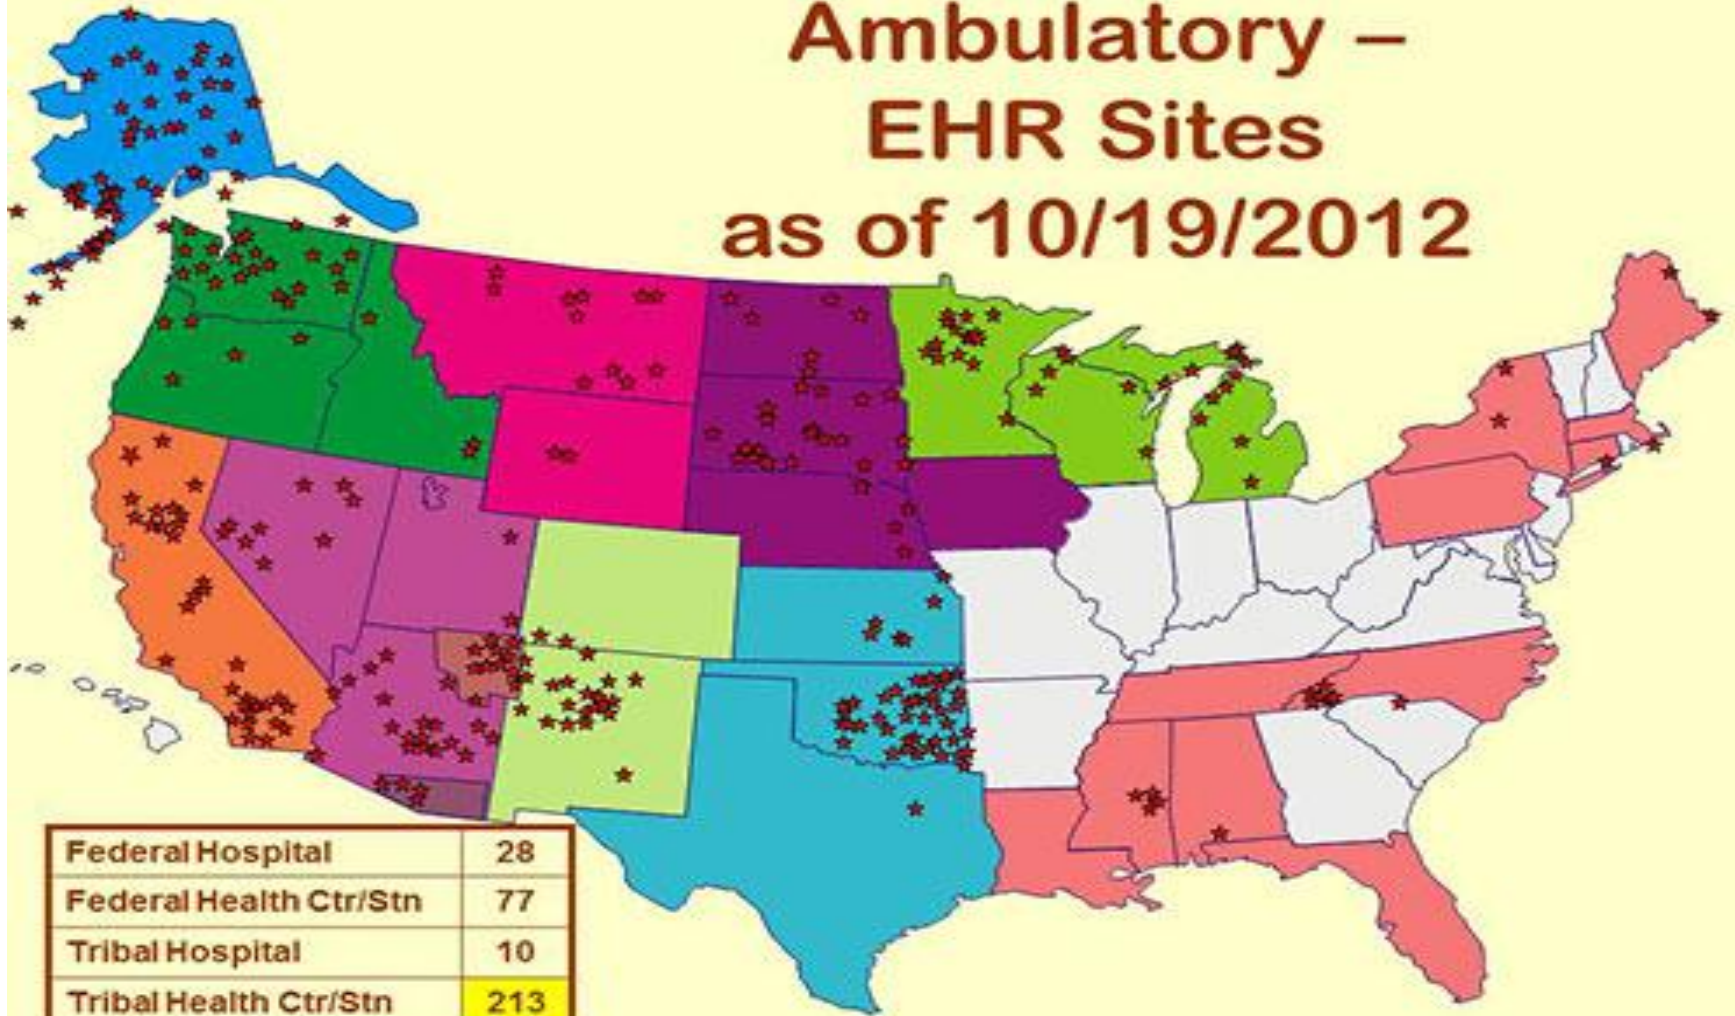 Ambulatory –
EHR Sites
as of 10/19/2012
Federal Hospital 28
Federal Health Ctr/Stn 77
Tribal Hospital 10
Tribal Health Ctr/Stn 213